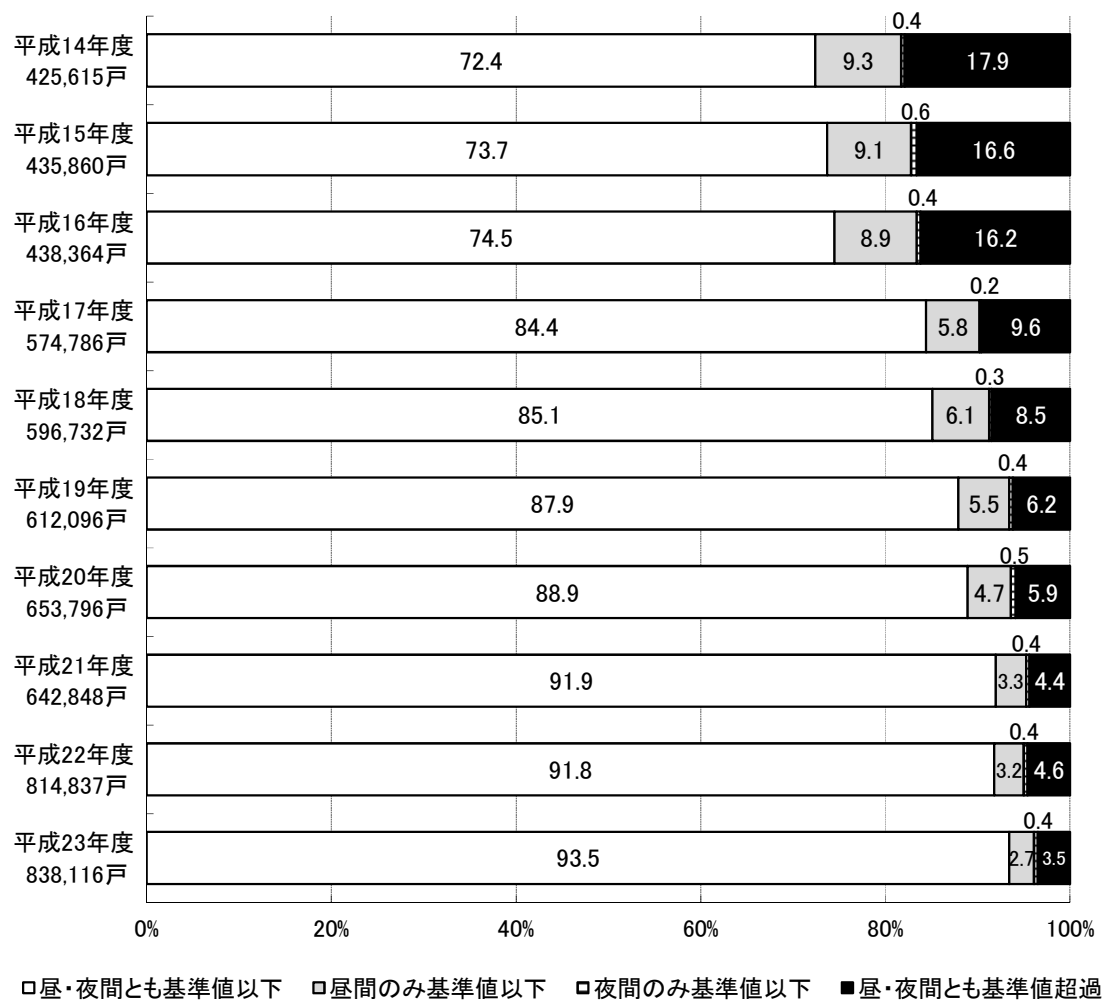 0.4
平成14年度
425,615戸
72.4 9.3 17.9
0.6
平成15年度
435,860戸
73.7 9.1 16.6
0.4
平成16年度
438,364戸
74.5 8.9 16.2
0.2
平成17年度
574,786戸
84.4 5.8 9.6
0.3
平成18年度
596,732戸
85.1 6.1 8.5
0.4
平成19年度
612,096戸
87.9 5.5 6.2
0.5
平成20年度
653,796戸
88.9 4.7 5.9
0.4
平成21年度
642,848戸
91.9 3.3 4.4
0.4
平成22年度
814,837戸
91.8 3.2 4.6
0.4
平成23年度
838,116戸
93.5 2.7 3.5
0% 20% 40% 60% 80% 100%
昼・夜間とも基準値以下 昼間のみ基準値以下 夜間のみ基準値以下 昼・夜間とも基準値超過